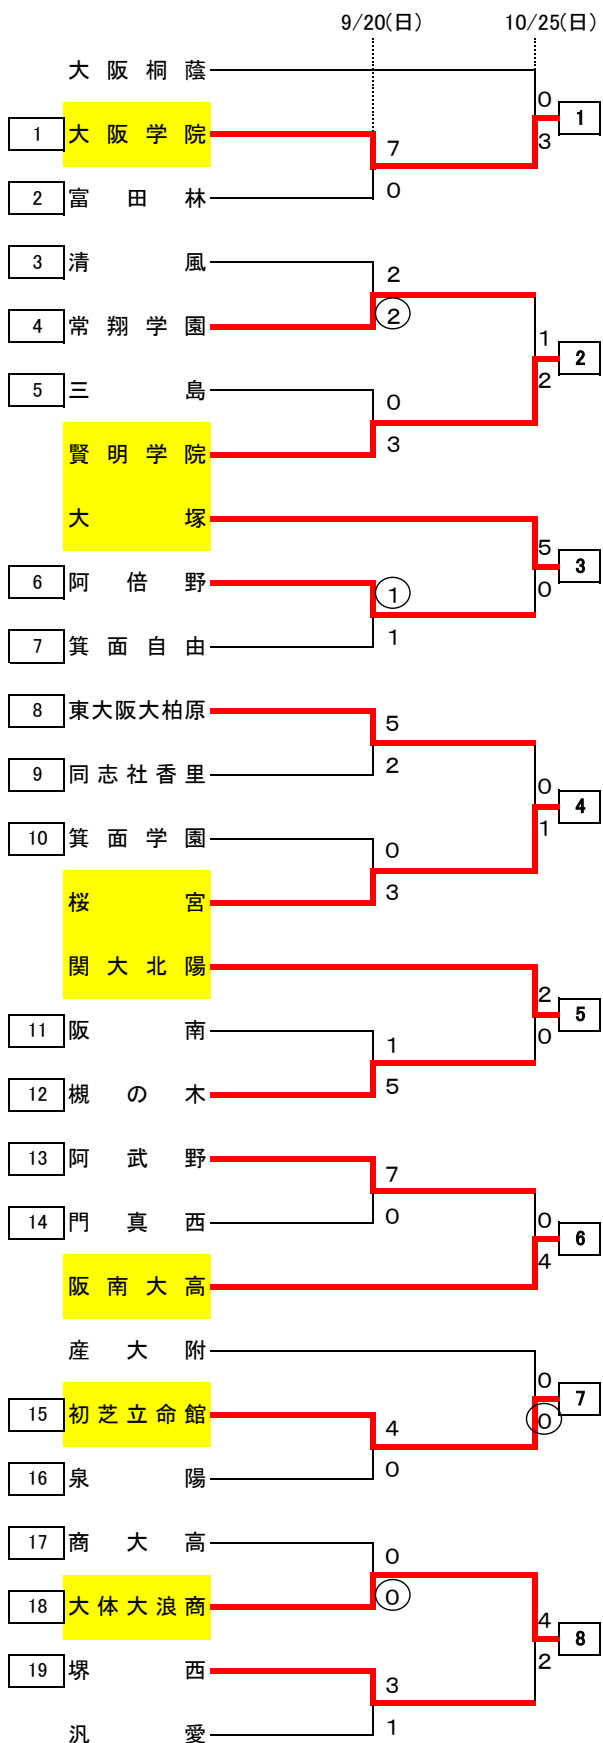 9/20(日) 10/25(日)
大阪桐蔭
0
1
1 大阪学院
3
7
2 富田林
0
3 清風
2
4 常翔学園
2
1
2
5 三島
2
0
賢明学院
3
大塚
5
3
6 阿倍野
0
1
7 箕面自由
1
8 東大阪大柏原
5
9 同志社香里
2
0
4
10 箕面学園
1
0
桜宮
3
関大北陽
2
5
11 阪南
0
1
12 槻の木
5
13 阿武野
7
14 門真西
0
0
6
阪南大高
4
産大附
0
7
15 初芝立命館
0
4
16 泉陽
0
17 商大高
0
18 大体大浪商
0
4
8
19 堺西
2
3
汎愛
1